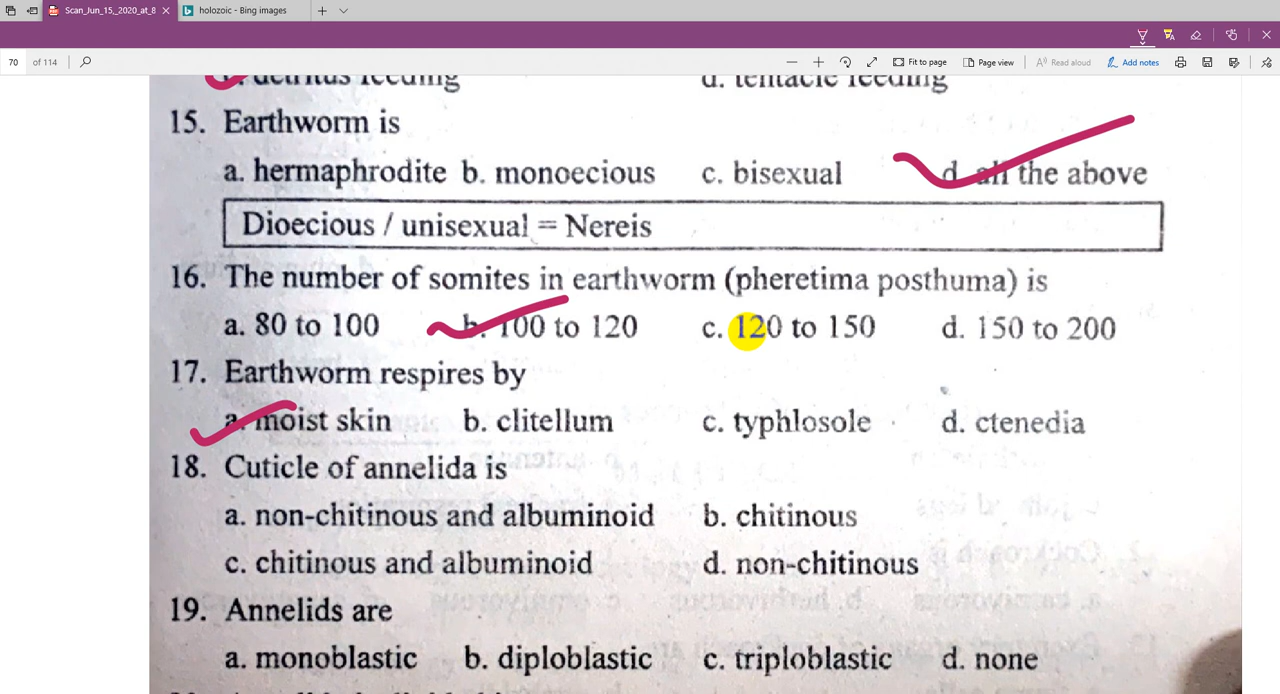 Scan_Jun_15,_2020_at_8
holozoic - Bing images
70 of 114
Fit to page
Page view
Read aloud
Add notes
detritus feeding d. tentacle feeding
15. Earthworm is
a. hermaphrodite b. monoecious c. bisexual d. all the above
Dioecious / unisexual = Nereis
16. The number of somites in earthworm (pheretima posthuma) is
a. 80 to 100 b. 100 to 120 c. 120 to 150 d. 150 to 200
17. Earthworm respires by
a. moist skin b. clitellum c. typhlosole d. ctenedia
18. Cuticle of annelida is
a. non-chitinous and albuminoid b. chitinous
c. chitinous and albuminoid d. non-chitinous
19. Annelids are
a. monoblastic b. diploblastic c. triploblastic d. none